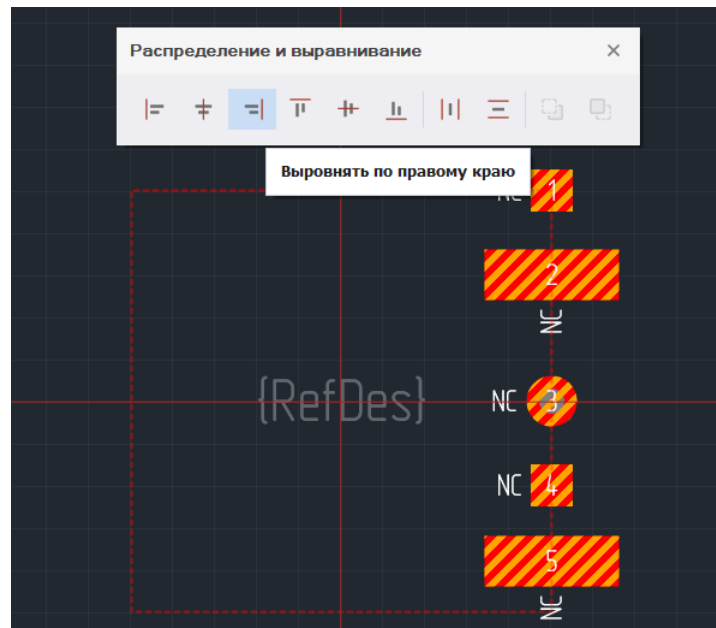 Распределение и выравнивание
Выровнять по правому краю
NC 1
2
NC
{RefDes}
NC 3
NC 4
5
NC